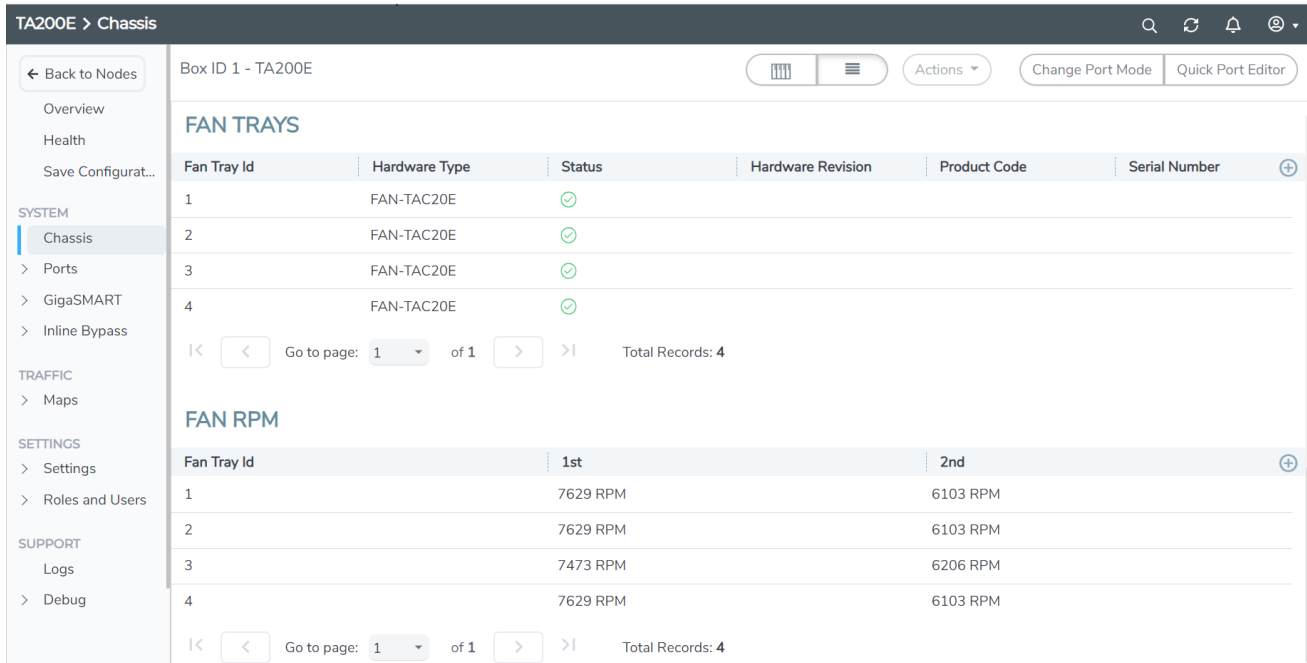 TA200E > Chassis
Back to Nodes
Overview
Health
Save Configurat...
SYSTEM
Chassis
Ports
GigaSMART
Inline Bypass
TRAFFIC
Maps
SETTINGS
Settings
Roles and Users
SUPPORT
Logs
Debug
Box ID 1 - TA200E
Actions
Change Port Mode Quick Port Editor
FAN TRAYS
Fan Tray Id Hardware Type Status Hardware Revision Product Code Serial Number
1 FAN-TAC20E
2 FAN-TAC20E
3 FAN-TAC20E
4 FAN-TAC20E
Go to page: 1 of 1 Total Records: 4
FAN RPM
Fan Tray Id 1st 2nd
1 7629 RPM 6103 RPM
2 7629 RPM 6103 RPM
3 7473 RPM 6206 RPM
4 7629 RPM 6103 RPM
Go to page: 1 of 1 Total Records: 4